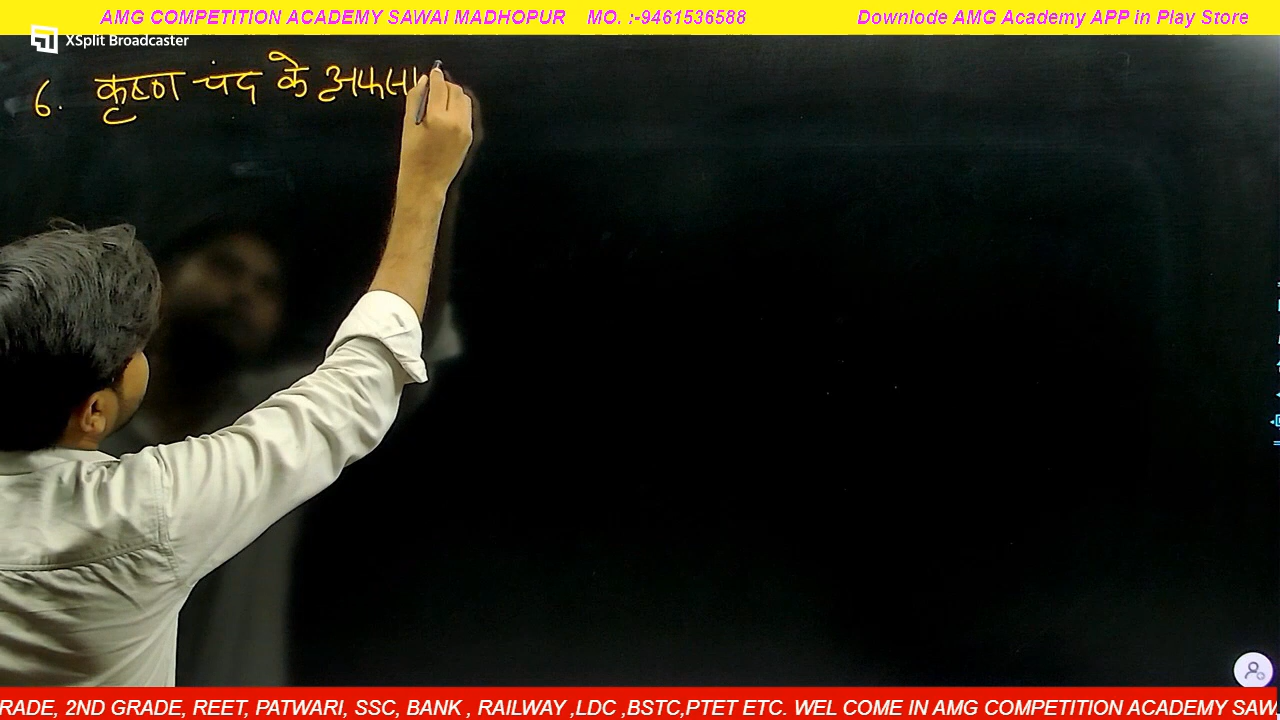 AMG COMPETITION ACADEMY SAWAI MADHOPUR MO. :-9461536588 Downlode AMG Academy APP in Play Store
XSplit Broadcaster
6. कृष्ण चंद के अफसा
RADE, 2ND GRADE, REET, PATWARI, SSC, BANK , RAILWAY ,LDC ,BSTC,PTET ETC. WEL COME IN AMG COMPETITION ACADEMY SAW